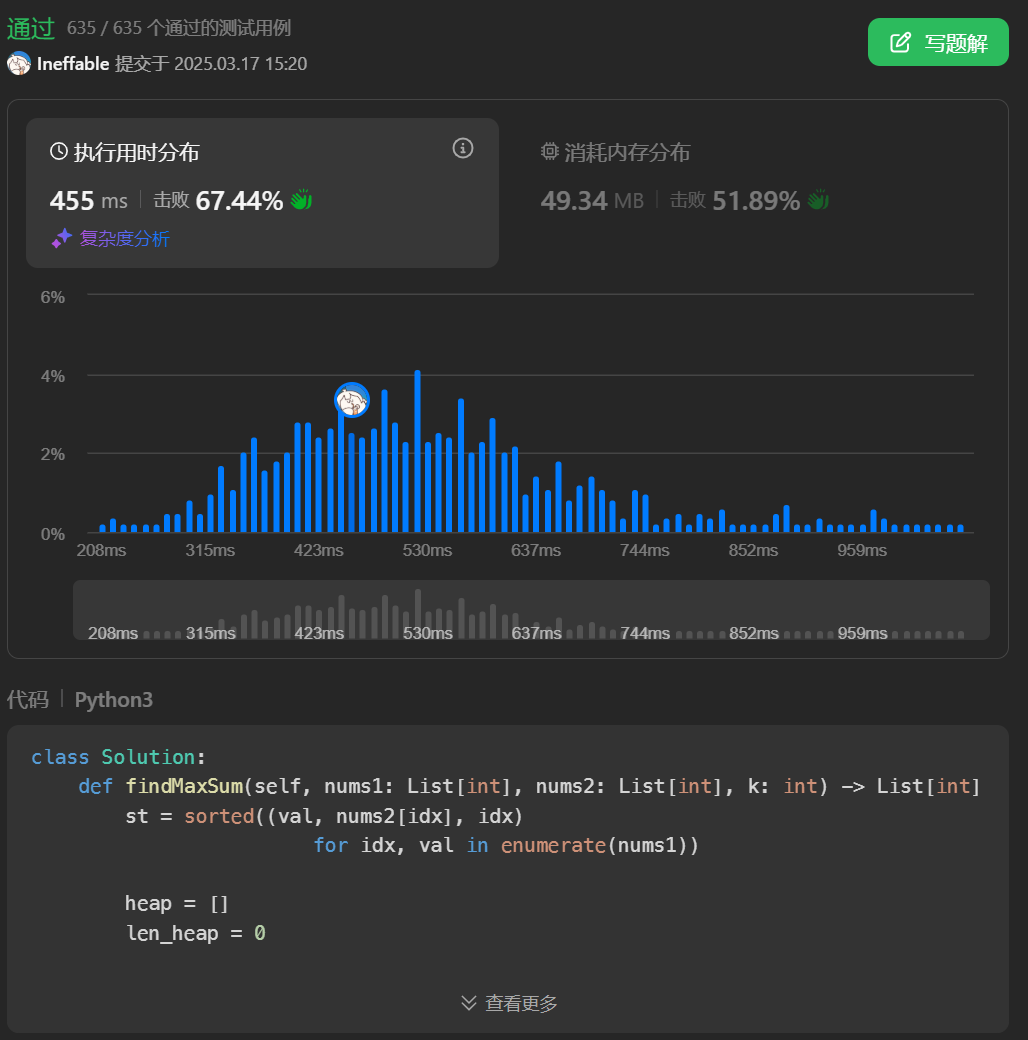 通过 635 / 635 个通过的测试用例
写题解
Ineffable 提交于 2025.03.17 15:20
执行用时分布
455 ms 击败 67.44%
复杂度分析
消耗内存分布
49.34 MB 击败 51.89%
6%
4%
2%
0%
208ms 315ms 423ms 530ms 637ms 744ms 852ms 959ms
208ms 315ms 423ms 530ms 637ms 744ms 852ms 959ms
代码 Python3
class Solution:
    def findMaxSum(self, nums1: List[int], nums2: List[int], k: int) -> List[int]
        st = sorted((val, nums2[idx], idx)
                        for idx, val in enumerate(nums1))
        heap = []
        len_heap = 0
查看更多